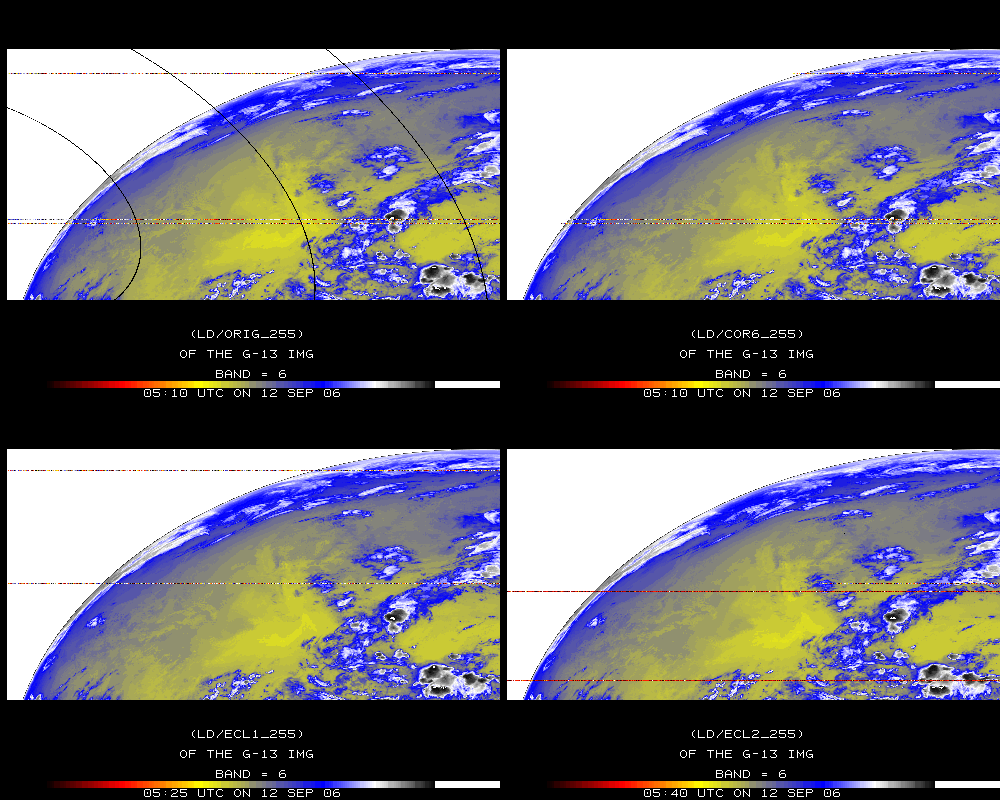 (LD/ORIG_255)
OF THE G-13 IMG
BAND = 6
05:10 UTC ON 12 SEP 06
(LD/COR6_255)
OF THE G-13 IMG
BAND = 6
05:10 UTC ON 12 SEP 06
(LD/ECL1_255)
OF THE G-13 IMG
BAND = 6
05:25 UTC ON 12 SEP 06
(LD/ECL2_255)
OF THE G-13 IMG
BAND = 6
05:40 UTC ON 12 SEP 06